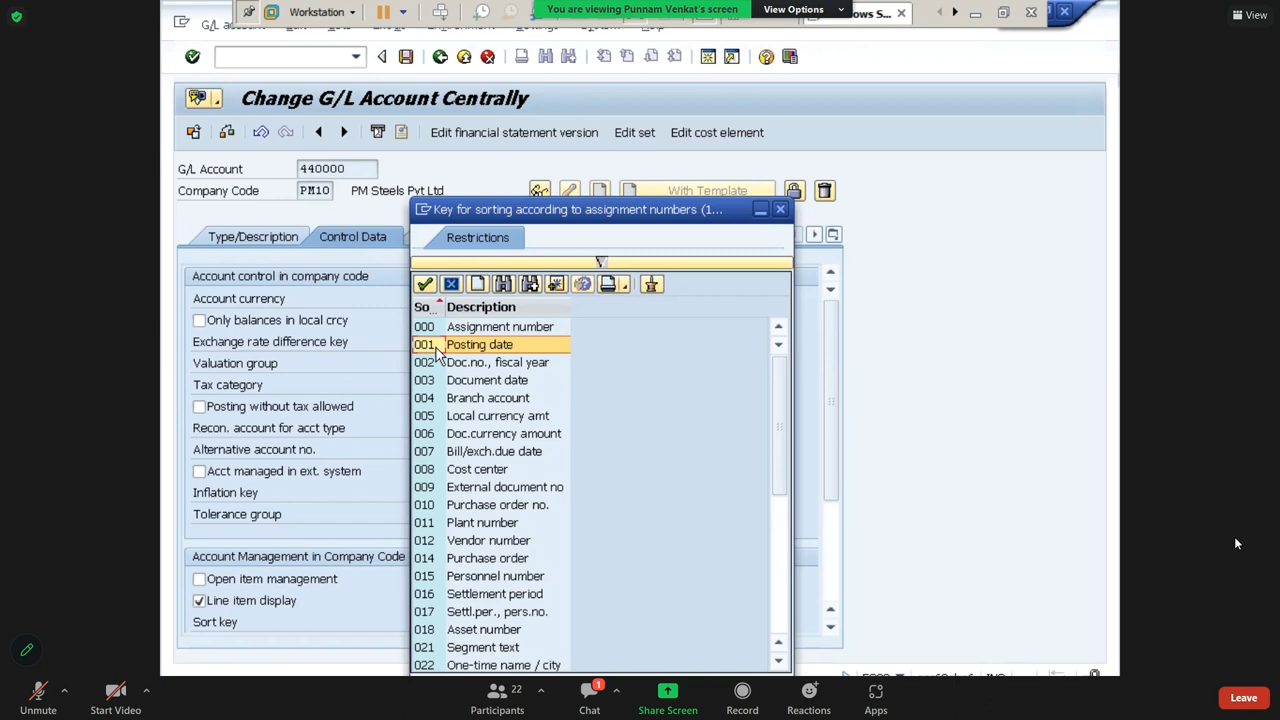 Workstation
You are viewing Punnam Venkat's screen
View Options
View
Change G/L Account Centrally
Edit financial statement version
Edit set
Edit cost element
G/L Account
440000
Company Code
PM10
PM Steels Pvt Ltd
With Template
Type/Description
Control Data
Key for sorting according to assignment numbers (1...
Restrictions
Account control in company code
Account currency
Only balances in local crcy
Exchange rate difference key
Valuation group
Tax category
Posting without tax allowed
Recon. account for acct type
Alternative account no.
Acct managed in ext. system
Inflation key
Tolerance group
Account Management in Company Code
Open item management
Line item display
Sort key
So... Description
000 Assignment number
001 Posting date
002 Doc.no., fiscal year
003 Document date
004 Branch account
005 Local currency amt
006 Doc.currency amount
007 Bill/exch.due date
008 Cost center
009 External document no
010 Purchase order no.
011 Plant number
012 Vendor number
014 Purchase order
015 Personnel number
016 Settlement period
017 Settl.per., pers.no.
018 Asset number
021 Segment text
022 One-time name / city
Unmute
Start Video
22
Participants
1
Chat
Share Screen
Record
Reactions
Apps
Leave